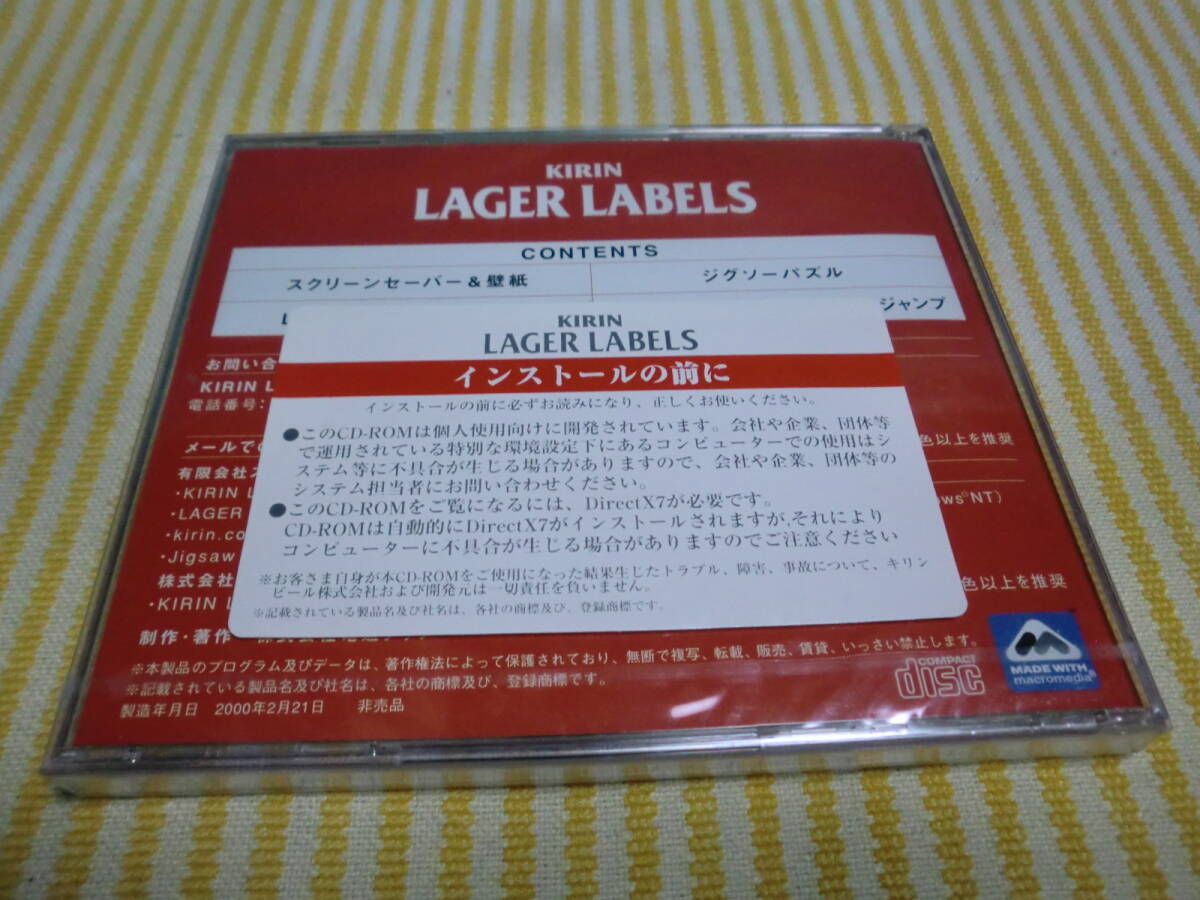 KIRIN
LAGER LABELS
CONTENTS
スクリーンセーバー&壁紙
ジグソーパズル
L
ジャンプ
KIRIN
LAGER LABELS
インストールの前に
インストールの前に必ずお読みになり、正しくお使いください。
●このCD-ROMは個人使用向けに開発されています。会社や企業、団体等
で運用されている特別な環境設定下にあるコンピューターでの使用はシ
ステム等に不具合が生じる場合がありますので、会社や企業、団体等の
システム担当者にお問い合わせください。
●このCD-ROMをご覧になるには、DirectX7が必要です。
CD-ROMは自動的にDirectX7がインストールされますが,それにより
コンピューターに不具合が生じる場合がありますのでご注意ください
※お客さま自身が本CD-ROMをご使用になった結果生じたトラブル、障害、事故について、キリン
ビール株式会社および開発元は一切責任を負いません。
※記載されている製品名及び社名は、各社の商標及び、登録商標です。
お問い合
KIRIN L
電話番号:
メールでの
色以上を推奨
有限会社ス
・KIRIN L
ows®NT)
・LAGER
・kirin.co
・Jigsaw
株式会社
色以上を推奨
・KIRIN L
制作・著作
※本製品のプログラム及びデータは、著作権法によって保護されており、無断で複写、転載、販売、賃貸、いっさい禁止します。
※記載されている製品名及び社名は、各社の商標及び、登録商標です。
製造年月日 2000年2月21日 非売品
COMPACT
disc
MADE WITH
macromedia®